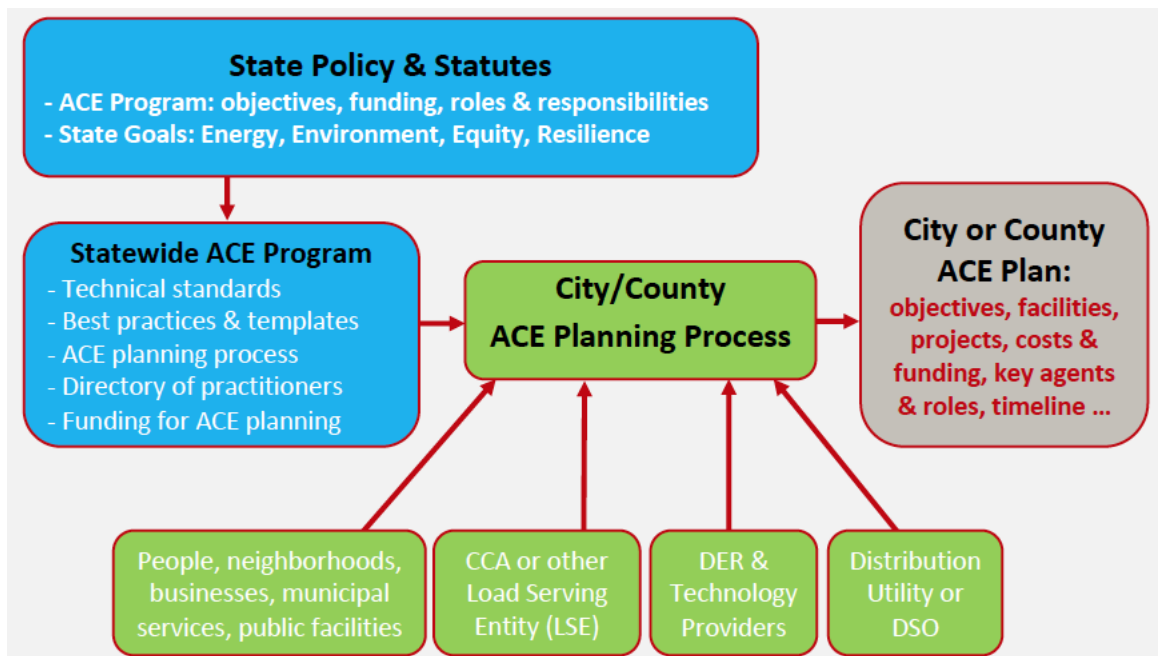 State Policy & Statutes
- ACE Program: objectives, funding, roles & responsibilities
- State Goals: Energy, Environment, Equity, Resilience
Statewide ACE Program
- Technical standards
- Best practices & templates
- ACE planning process
- Directory of practitioners
- Funding for ACE planning
City/County
ACE Planning Process
City or County
ACE Plan:
objectives, facilities,
projects, costs &
funding, key agents
& roles, timeline ...
People, neighborhoods,
businesses, municipal
services, public facilities
CCA or other
Load Serving
Entity (LSE)
DER &
Technology
Providers
Distribution
Utility or
DSO